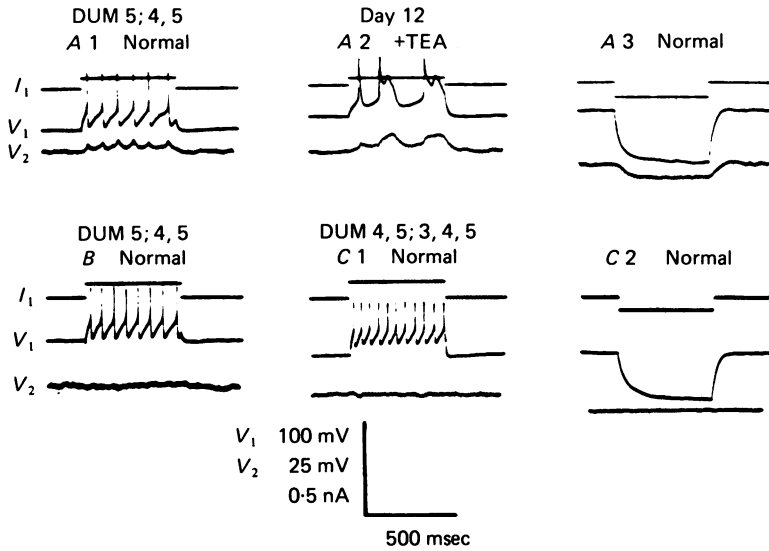 DUM 5; 4, 5
Day 12
A 1 Normal
A 2 +TEA
A 3 Normal
I₁
V₁
V₂
DUM 5; 4, 5
DUM 4, 5; 3, 4, 5
B Normal
C 1 Normal
C 2 Normal
I₁
V₁
V₂
V₁ 100 mV
V₂ 25 mV
0·5 nA
500 msec